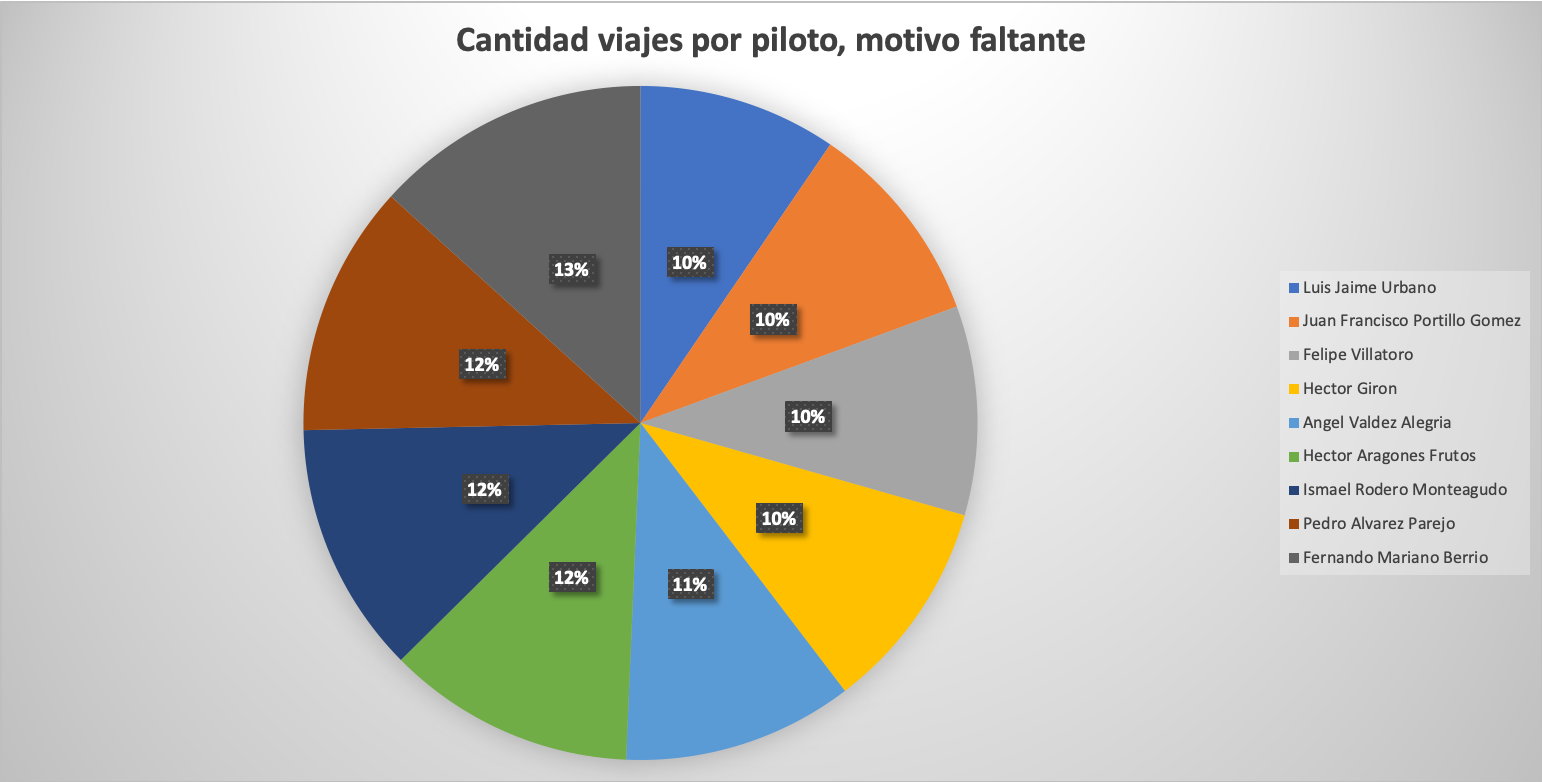 Cantidad viajes por piloto, motivo faltante
13%
10%
10%
12%
10%
12%
10%
12%
11%
Luis Jaime Urbano
Juan Francisco Portillo Gomez
Felipe Villatoro
Hector Giron
Angel Valdez Alegria
Hector Aragones Frutos
Ismael Rodero Monteagudo
Pedro Alvarez Parejo
Fernando Mariano Berrio